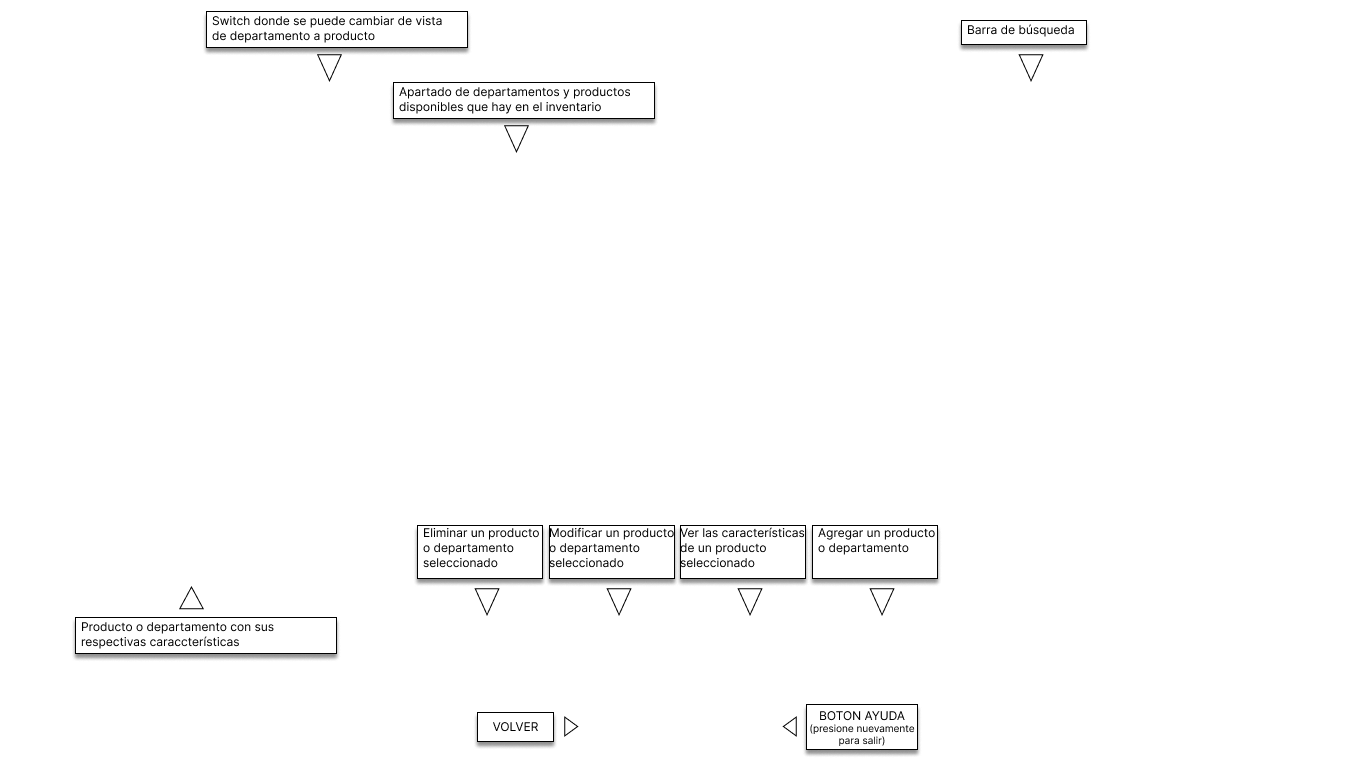 Switch donde se puede cambiar de vista
de departamento a producto
Barra de búsqueda
Apartado de departamentos y productos
disponibles que hay en el inventario
Eliminar un producto
o departamento
seleccionado
Modificar un producto
o departamento
seleccionado
Ver las características
de un producto
seleccionado
Agregar un producto
o departamento
Producto o departamento con sus
respectivas caraccterísticas
VOLVER
BOTON AYUDA
(presione nuevamente
para salir)